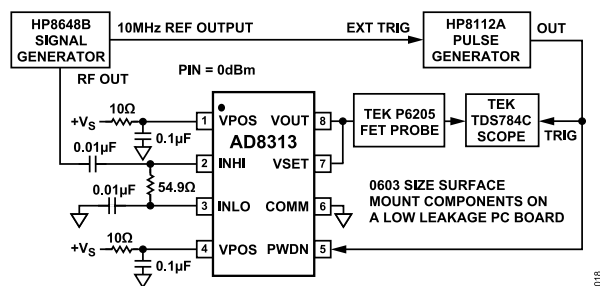 HP8648B
SIGNAL
GENERATOR
10MHz REF OUTPUT
EXT TRIG
HP8112A
PULSE
GENERATOR
OUT
RF OUT
PIN = 0dBm
+VS
10Ω
0.1µF
0.01µF
54.9Ω
0.01µF
+VS
10Ω
0.1µF
1 VPOS
VOUT 8
AD8313
2 INHI
VSET 7
3 INLO
COMM 6
4 VPOS
PWDN 5
TEK P6205
FET PROBE
TEK
TDS784C
SCOPE
TRIG
0603 SIZE SURFACE
MOUNT COMPONENTS ON
A LOW LEAKAGE PC BOARD
018